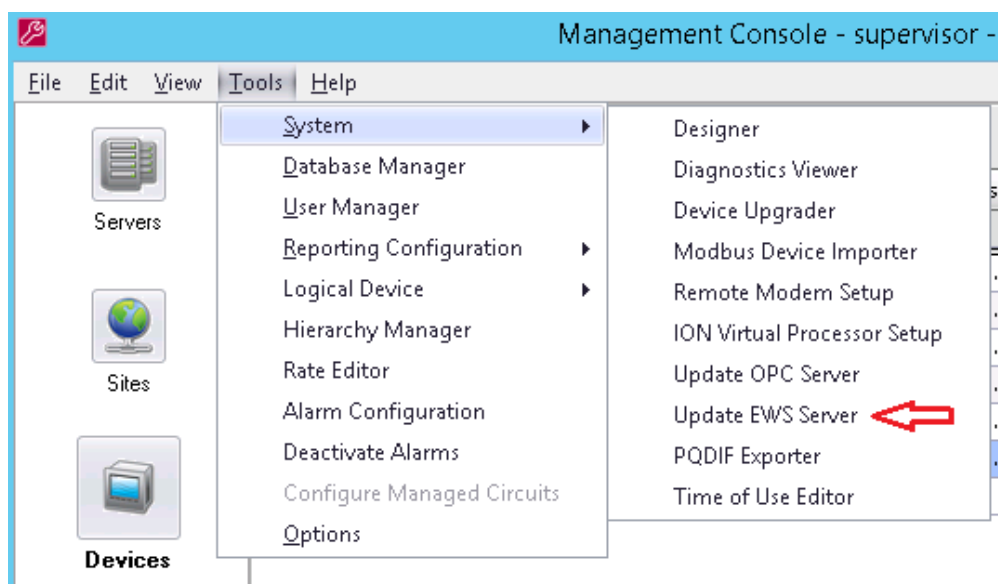 Management Console - supervisor -
File Edit View Tools Help
Servers
Sites
Devices
System
Database Manager
User Manager
Reporting Configuration
Logical Device
Hierarchy Manager
Rate Editor
Alarm Configuration
Deactivate Alarms
Configure Managed Circuits
Options
Designer
Diagnostics Viewer
Device Upgrader
Modbus Device Importer
Remote Modem Setup
ION Virtual Processor Setup
Update OPC Server
Update EWS Server
PQDIF Exporter
Time of Use Editor